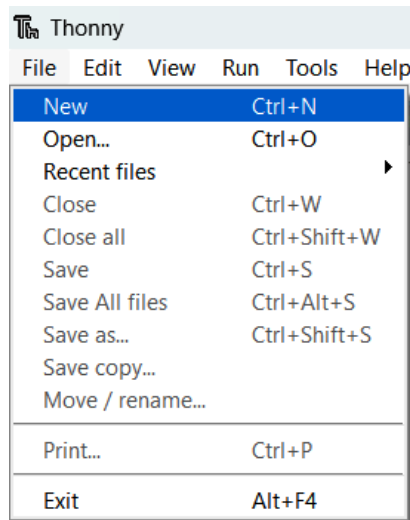 Thonny
File Edit View Run Tools Help
New Ctrl+N
Open... Ctrl+O
Recent files
Close Ctrl+W
Close all Ctrl+Shift+W
Save Ctrl+S
Save All files Ctrl+Alt+S
Save as... Ctrl+Shift+S
Save copy...
Move / rename...
Print... Ctrl+P
Exit Alt+F4